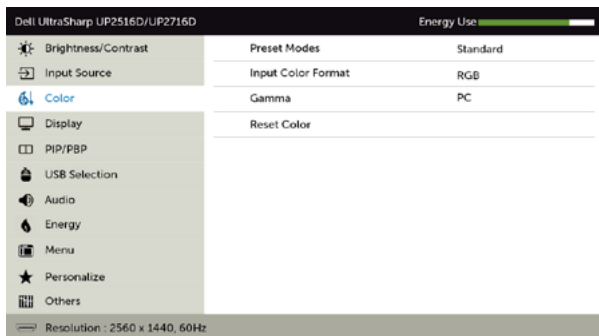 Dell UltraSharp UP2516D/UP2716D Energy Use
Brightness/Contrast Preset Modes Standard
Input Source Input Color Format RGB
Color Gamma PC
Display Reset Color
PIP/PBP
USB Selection
Audio
Energy
Menu
Personalize
Others
Resolution : 2560 x 1440, 60Hz